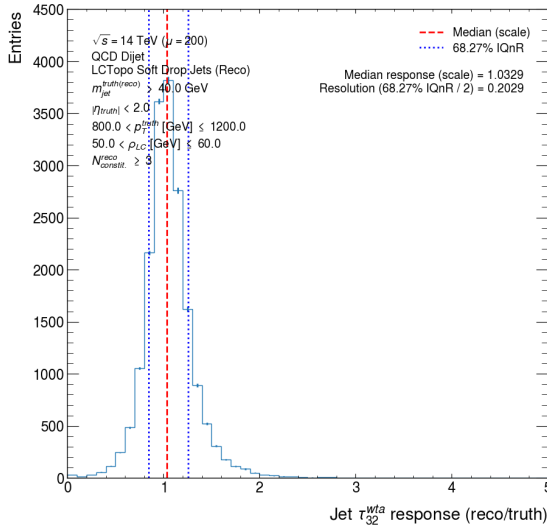 Entries
4500
4000
3500
3000
2500
2000
1500
1000
500
0
√s = 14 TeV (μ = 200)
QCD Dijet
LCTopo Soft Drop Jets (Reco)
m_jet^truth(reco) > 40.0 GeV
|η_truth| < 2.0
800.0 < p_T^truth [GeV] ≤ 1200.0
50.0 < ρ_LC [GeV] ≤ 60.0
N_constit.^reco ≥ 3
Median (scale)
68.27% IQnR
Median response (scale) = 1.0329
Resolution (68.27% IQnR / 2) = 0.2029
0 1 2 3 4 5
Jet τ_32^wta response (reco/truth)